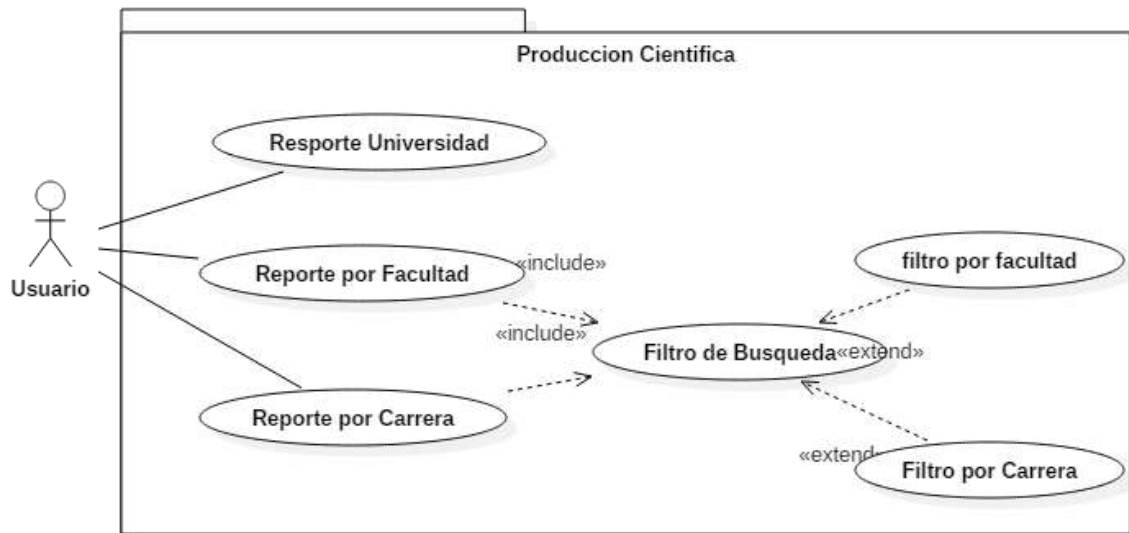 Produccion Cientifica
Resporte Universidad
Usuario
Reporte por Facultad
«include»
filtro por facultad
«include»
Filtro de Busqueda
«extend»
Reporte por Carrera
«extend»
Filtro por Carrera